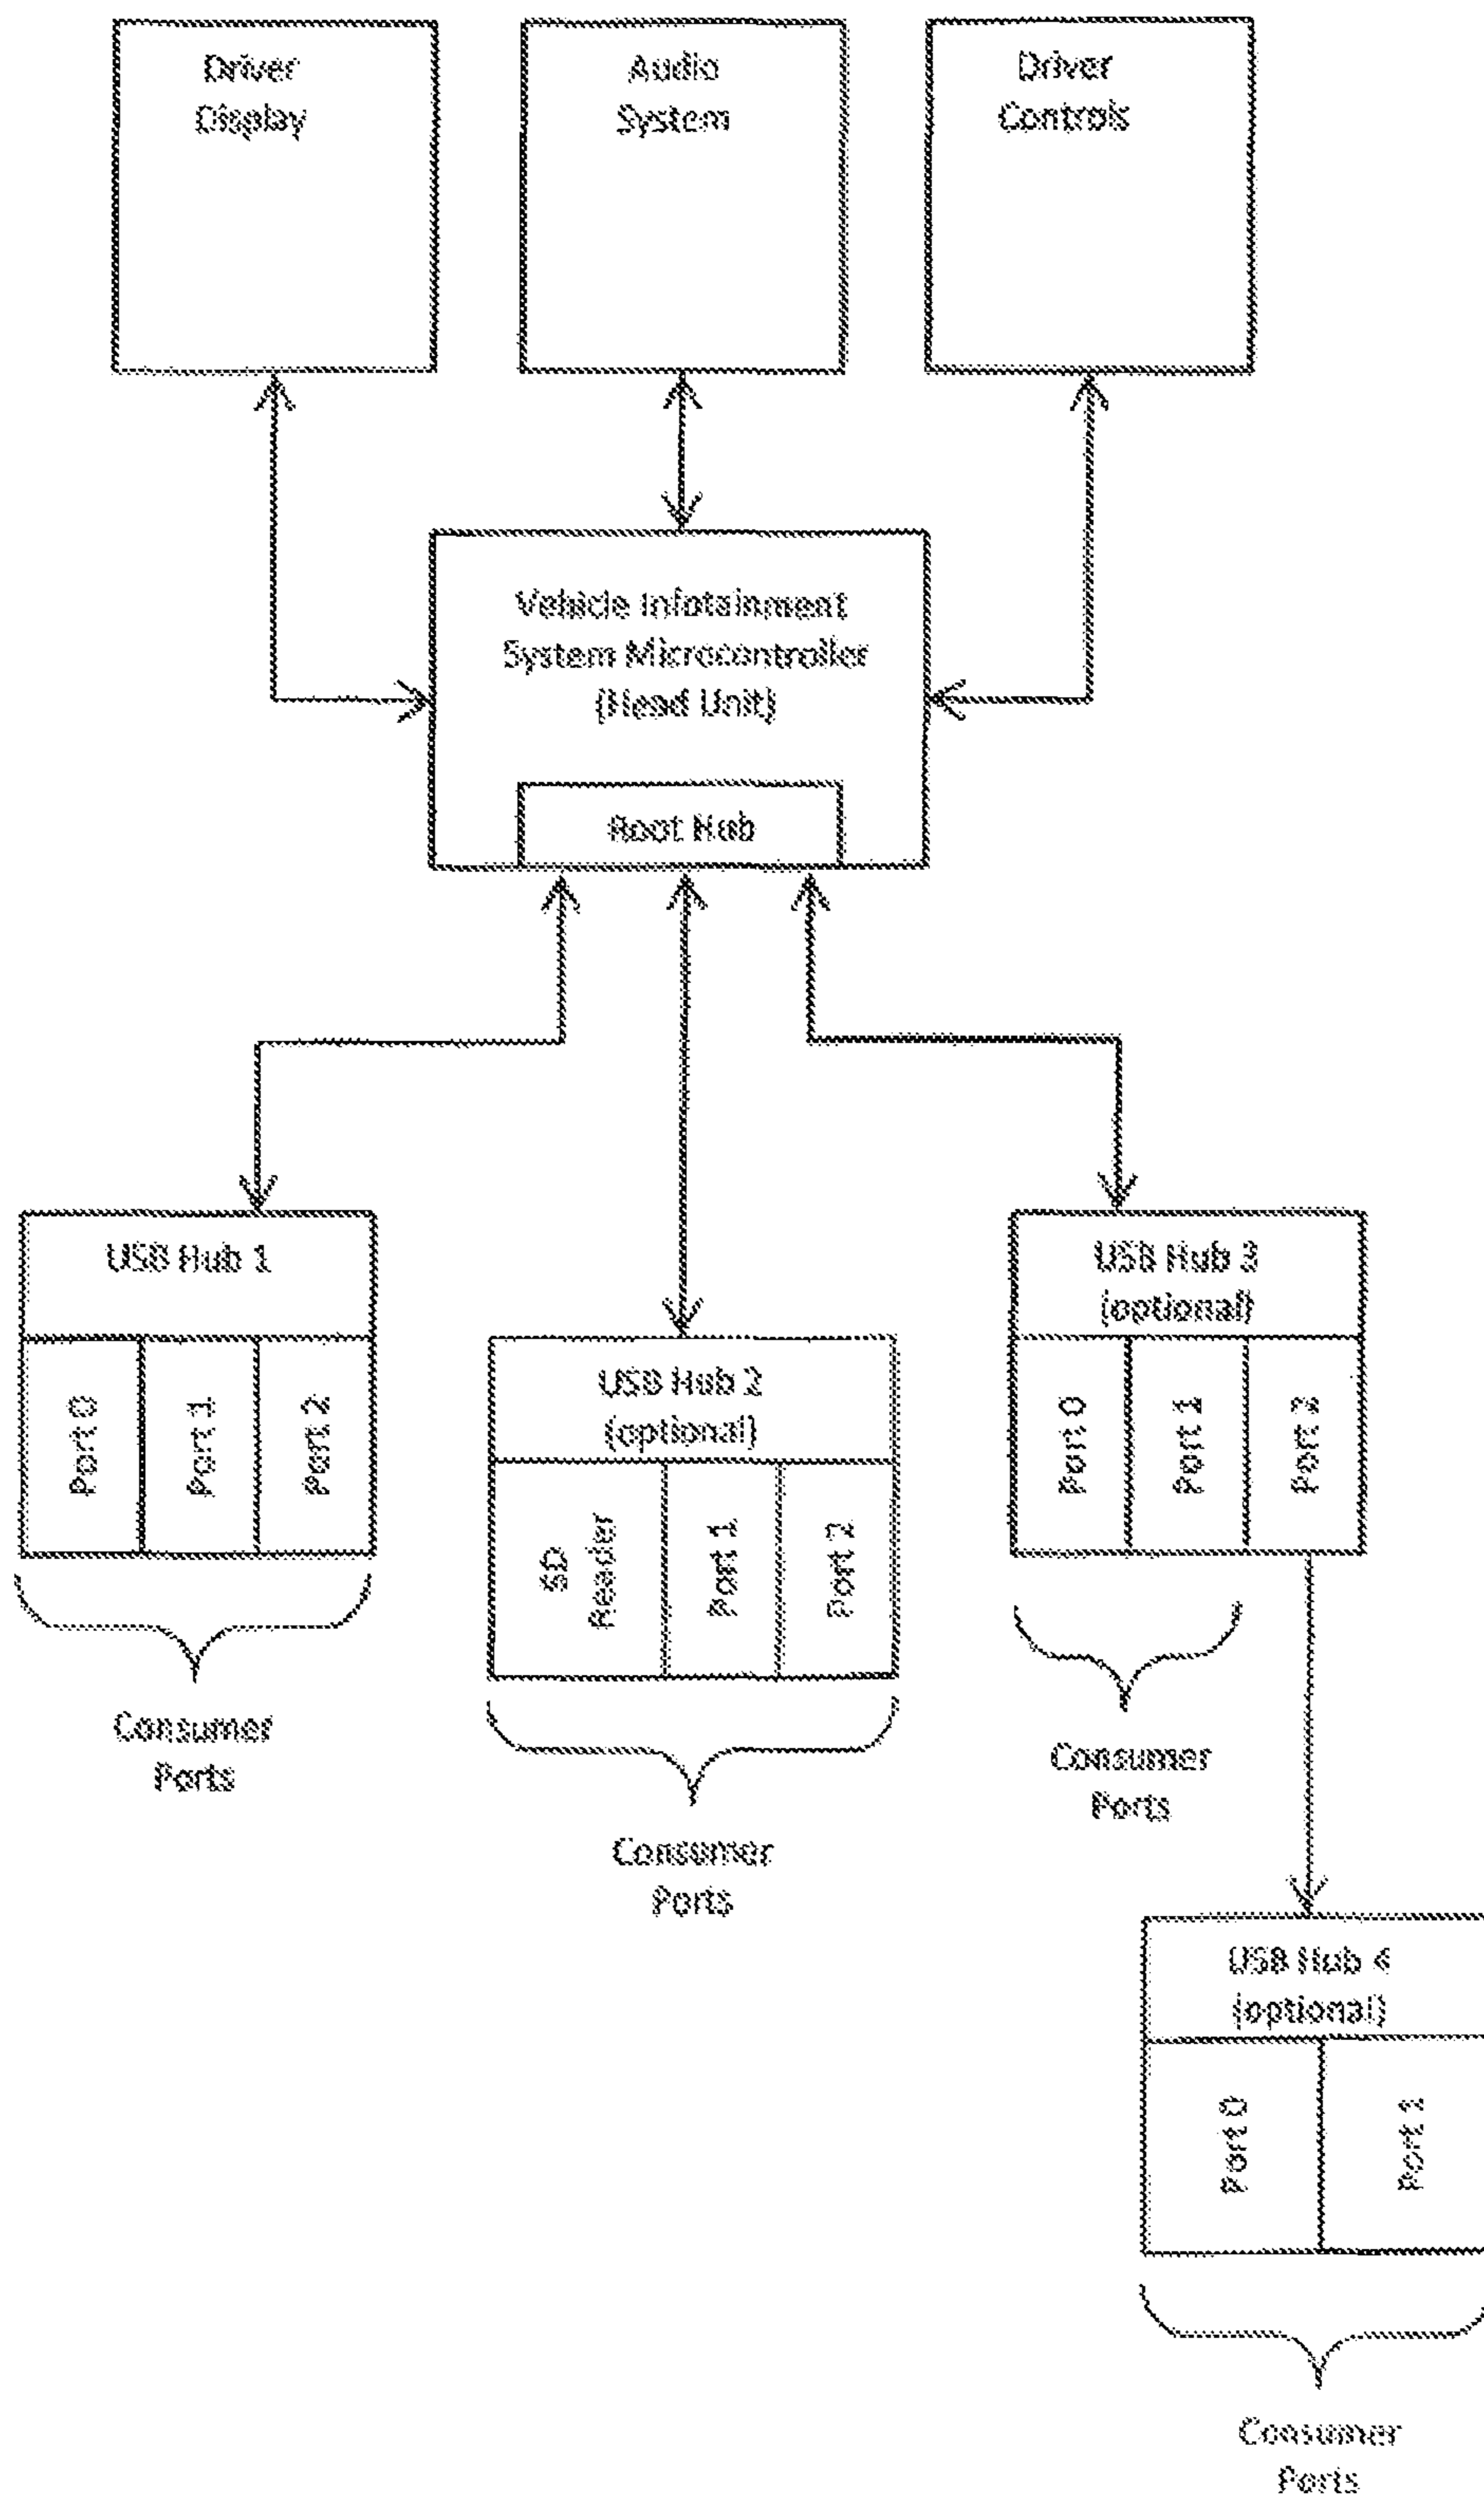 Driver
Display
Audio
System
Driver
Controls
Vehicle Infotainment
System Microcontroller
(Head Unit)
Root Hub
USB Hub 1
Port 0
Port 1
Port 2
Consumer
Ports
USB Hub 2
(optional)
SD
Reader
Port 1
Port 2
Consumer
Ports
USB Hub 3
(optional)
Port 0
Port 1
Port 2
Consumer
Ports
USB Hub 4
(optional)
Port 0
Port 1
Consumer
Ports